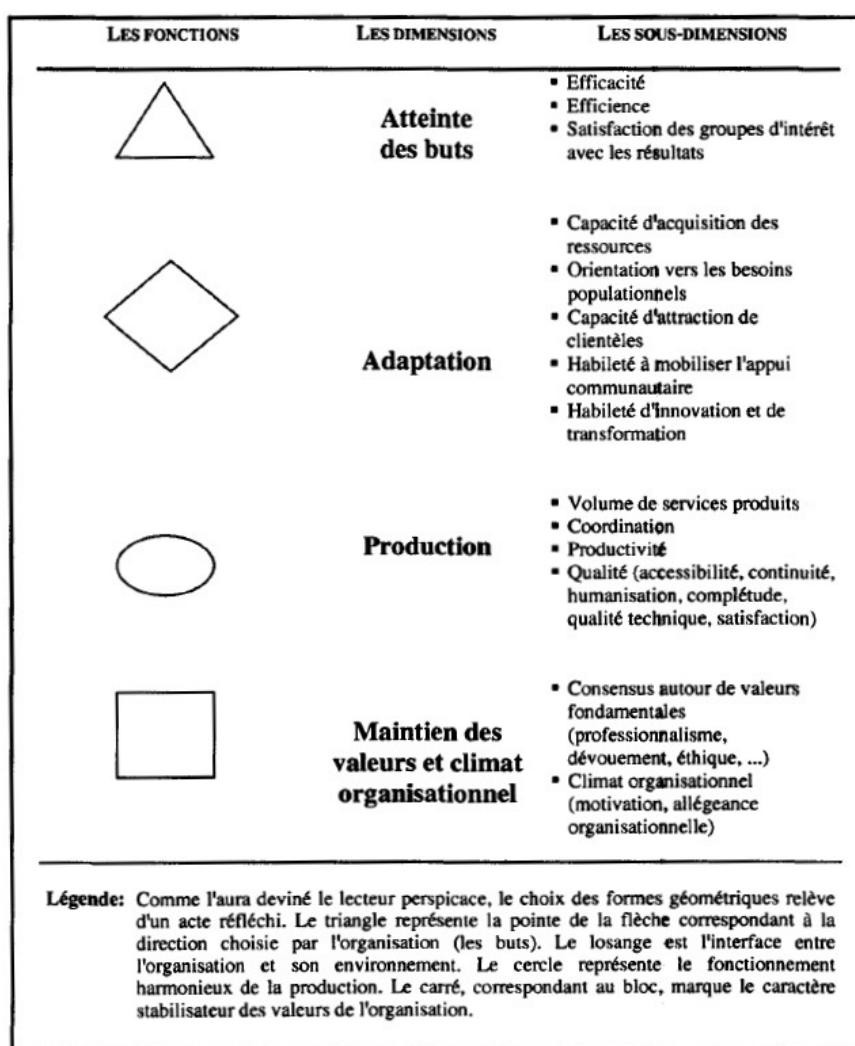 LES FONCTIONS LES DIMENSIONS LES SOUS-DIMENSIONS
Atteinte
des buts
▪ Efficacité
▪ Efficience
▪ Satisfaction des groupes d'intérêt
avec les résultats
Adaptation
▪ Capacité d'acquisition des
ressources
▪ Orientation vers les besoins
populationnels
▪ Capacité d'attraction de
clientèles
▪ Habileté à mobiliser l'appui
communautaire
▪ Habileté d'innovation et de
transformation
Production
▪ Volume de services produits
▪ Coordination
▪ Productivité
▪ Qualité (accessibilité, continuité,
humanisation, complétude,
qualité technique, satisfaction)
Maintien des
valeurs et climat
organisationnel
▪ Consensus autour de valeurs
fondamentales
(professionnalisme,
dévouement, éthique, ...)
▪ Climat organisationnel
(motivation, allégeance
organisationnelle)
Légende: Comme l'aura deviné le lecteur perspicace, le choix des formes géométriques relève
d'un acte réfléchi. Le triangle représente la pointe de la flèche correspondant à la
direction choisie par l'organisation (les buts). Le losange est l'interface entre
l'organisation et son environnement. Le cercle représente le fonctionnement
harmonieux de la production. Le carré, correspondant au bloc, marque le caractère
stabilisateur des valeurs de l'organisation.